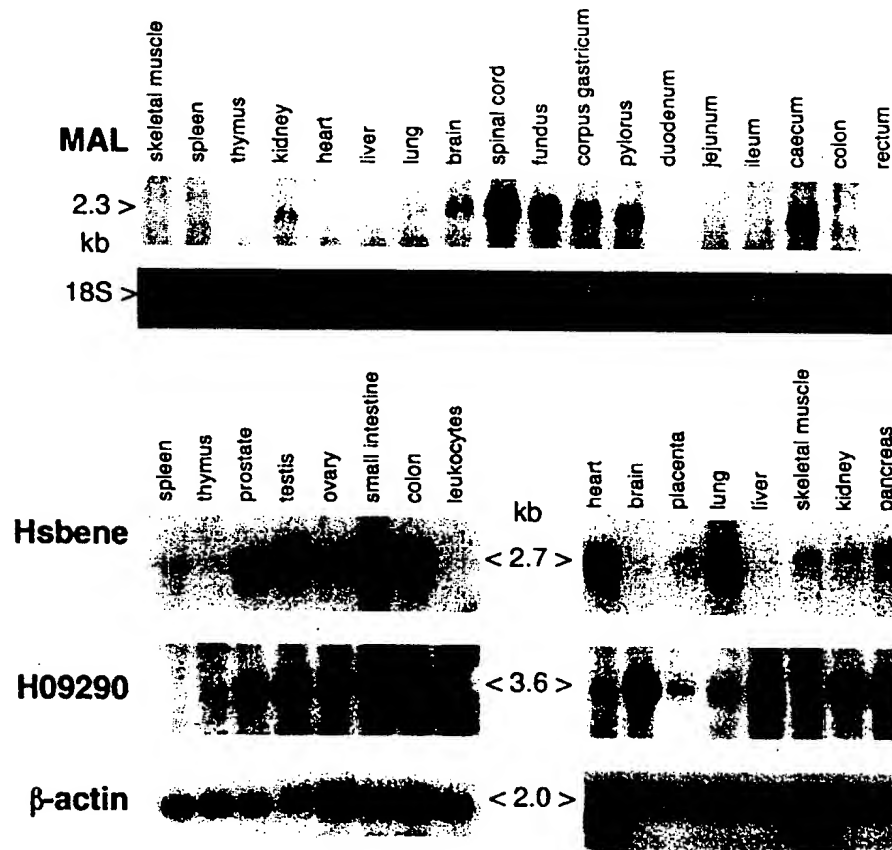 skeletal muscle spleen thymus kidney heart liver lung brain spinal cord fundus corpus gastricum pylorus duodenum jejunum ileum caecum colon rectum
MAL
2.3 >
kb
18S >
spleen thymus prostate testis ovary small intestine colon leukocytes
heart brain placenta lung liver skeletal muscle kidney pancreas
kb
Hsbene < 2.7 >
H09290 < 3.6 >
β-actin < 2.0 >